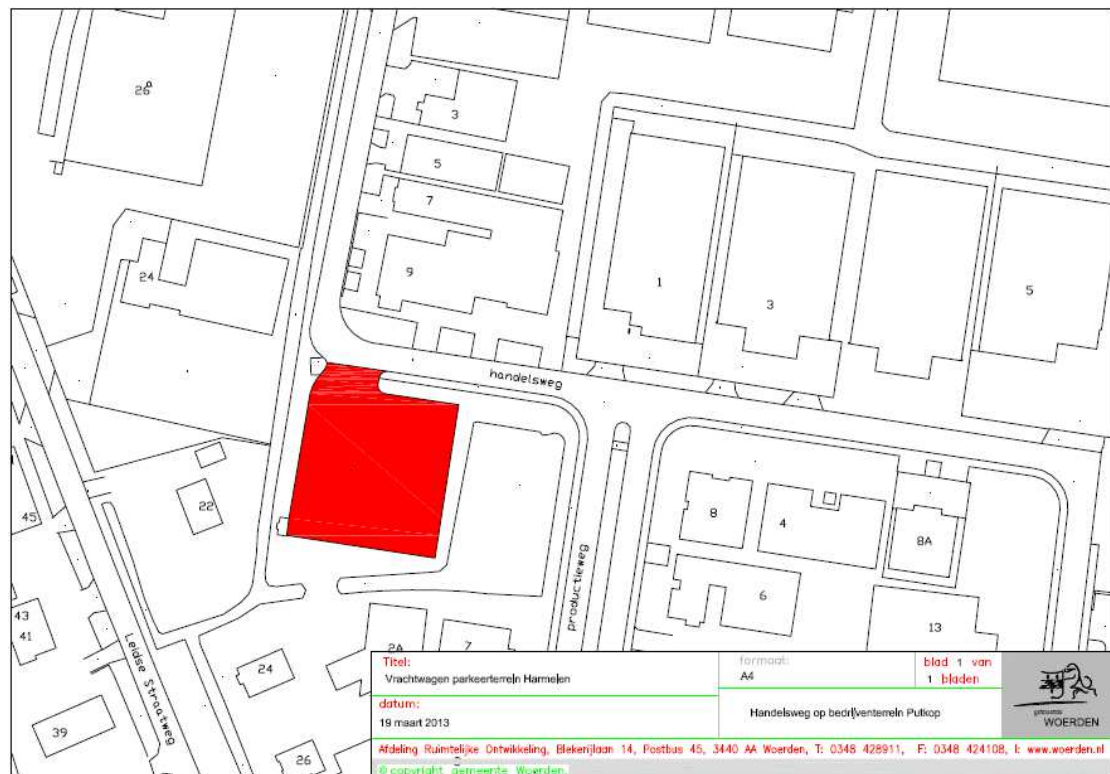 26a
3
5
7
24
9
1
3
5
handelsweg
22
45
8
4
8A
productieweg
6
43
41
13
Leidse Straatweg
24
2A
7
39
26
Titel:
Vrachtwagen parkeerterrein Harmelen
formaat:
A4
blad 1 van
1 bladen
datum:
19 maart 2013
Handelsweg op bedrijventerrein Putkop
gemeente
WOERDEN
Afdeling Ruimtelijke Ontwikkeling, Blekerijlaan 14, Postbus 45, 3440 AA Woerden, T: 0348 428911, F: 0348 424108, I: www.woerden.nl
2
© copyright gemeente Woerden